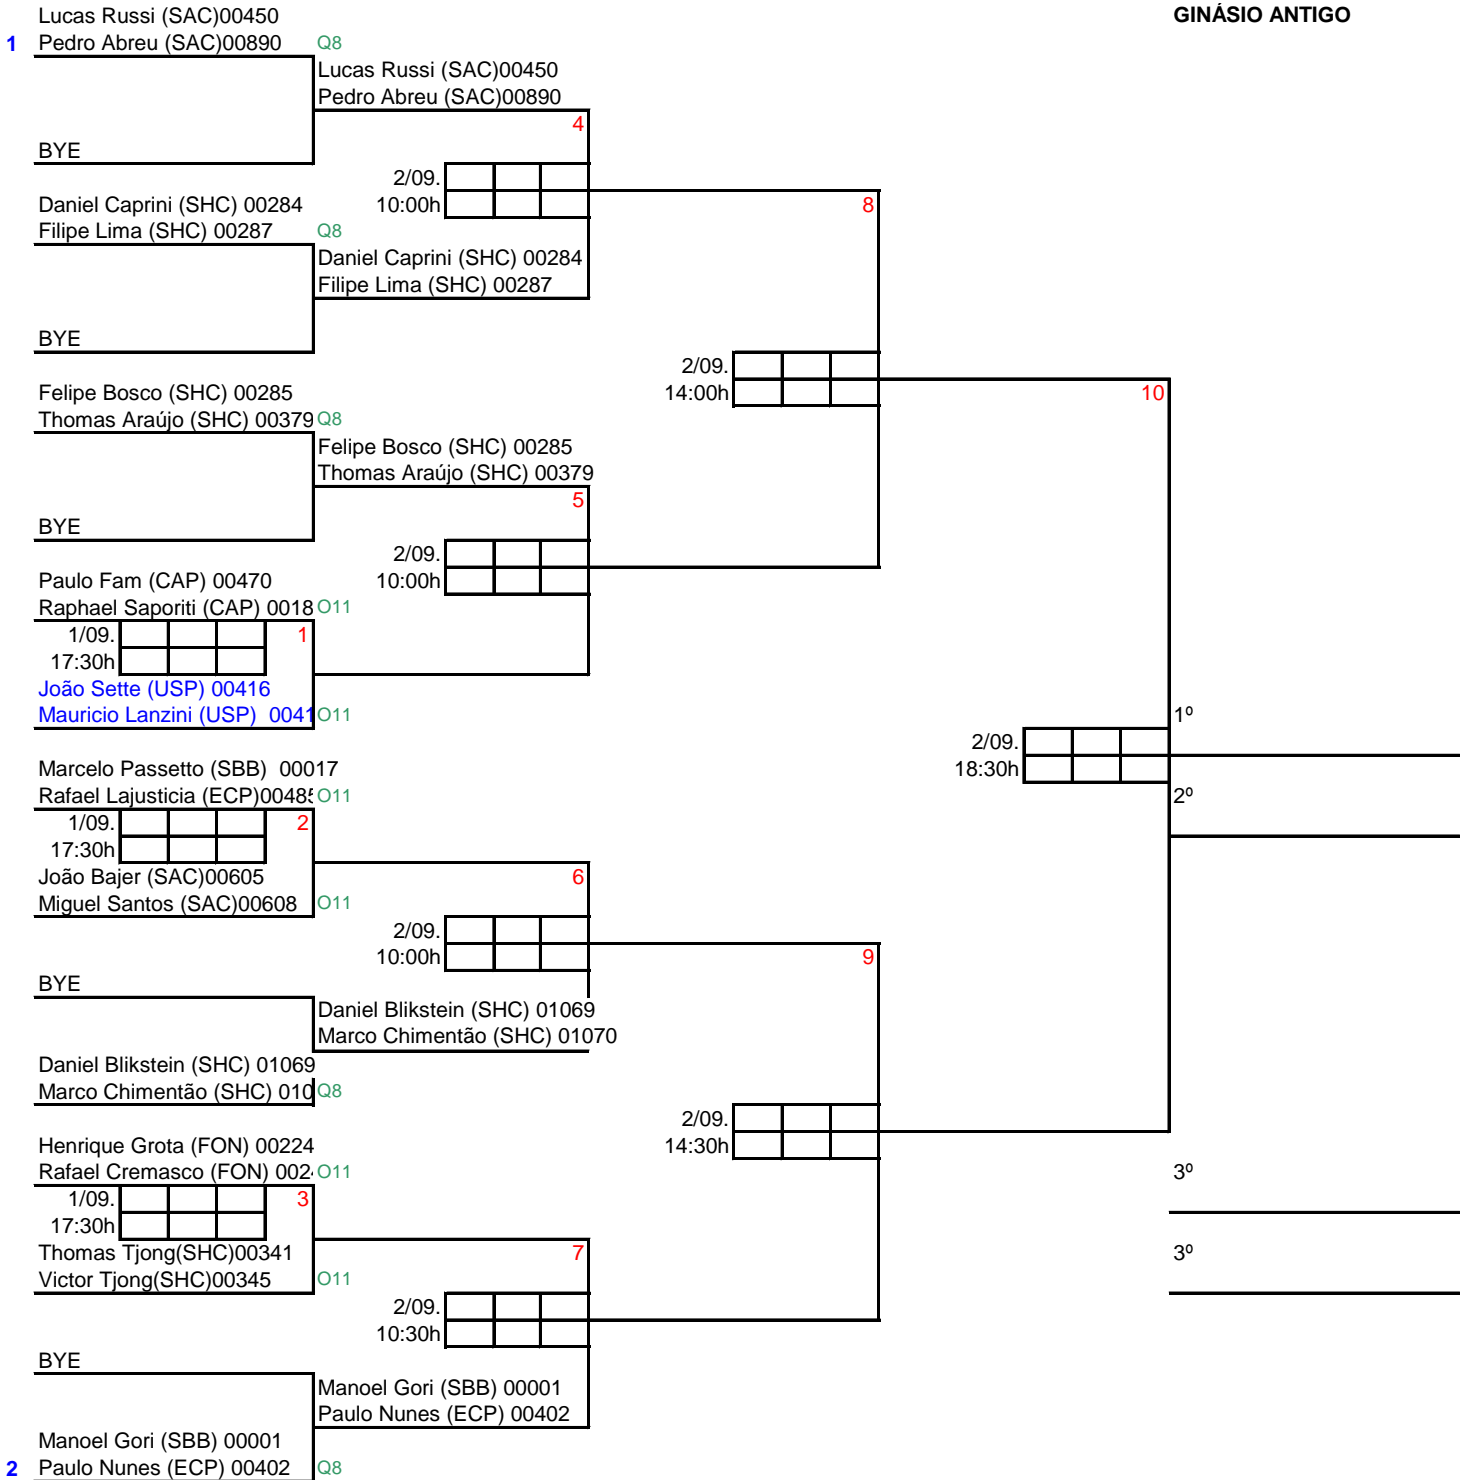 Lucas Russi (SAC)00450
GINÁSIO ANTIGO
1 Pedro Abreu (SAC)00890 Q8
Lucas Russi (SAC)00450
Pedro Abreu (SAC)00890
4
BYE
2/09.
10:00h
Daniel Caprini (SHC) 00284
8
Filipe Lima (SHC) 00287 Q8
Daniel Caprini (SHC) 00284
Filipe Lima (SHC) 00287
BYE
2/09.
14:00h
Felipe Bosco (SHC) 00285
10
Thomas Araújo (SHC) 00379 Q8
Felipe Bosco (SHC) 00285
Thomas Araújo (SHC) 00379
5
BYE
2/09.
10:00h
Paulo Fam (CAP) 00470
Raphael Saporiti (CAP) 0018 O11
1/09. 1
17:30h
João Sette (USP) 00416
Mauricio Lanzini (USP) 0041 O11
1º
2/09.
18:30h
Marcelo Passetto (SBB) 00017
Rafael Lajusticia (ECP)00485 O11
2º
1/09. 2
17:30h
João Bajer (SAC)00605
6
Miguel Santos (SAC)00608 O11
2/09.
10:00h
9
BYE
Daniel Blikstein (SHC) 01069
Marco Chimentão (SHC) 01070
Daniel Blikstein (SHC) 01069
Marco Chimentão (SHC) 010 Q8
2/09.
14:30h
Henrique Grota (FON) 00224
Rafael Cremasco (FON) 002 O11
3º
1/09. 3
17:30h
Thomas Tjong(SHC)00341
7
3º
Victor Tjong(SHC)00345 O11
2/09.
10:30h
BYE
Manoel Gori (SBB) 00001
Paulo Nunes (ECP) 00402
Manoel Gori (SBB) 00001
2 Paulo Nunes (ECP) 00402 Q8